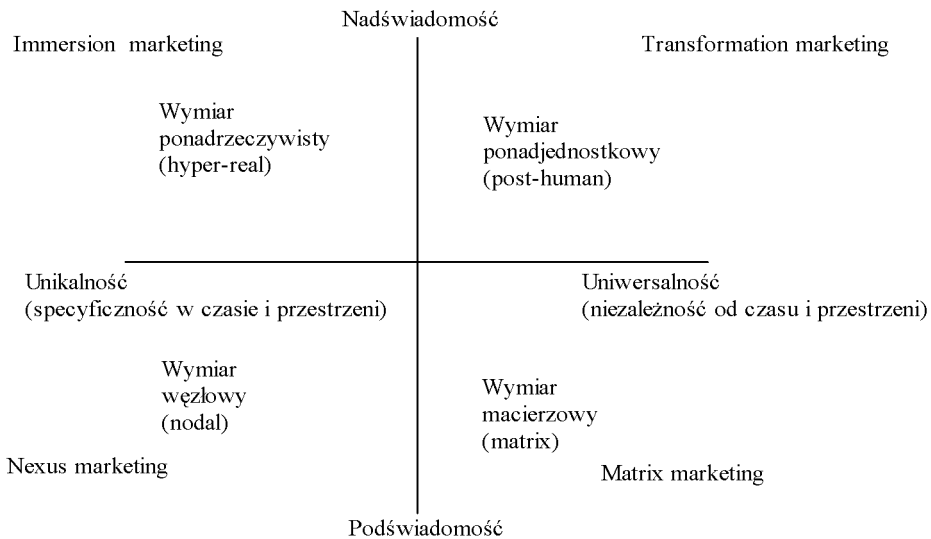 Nadświadomość
Immersion marketing
Transformation marketing
Wymiar
ponadrzeczywisty
(hyper-real)
Wymiar
ponadjednostkowy
(post-human)
Unikalność
(specyficzność w czasie i przestrzeni)
Uniwersalność
(niezależność od czasu i przestrzeni)
Wymiar
węzłowy
(nodal)
Wymiar
macierzowy
(matrix)
Nexus marketing
Matrix marketing
Podświadomość